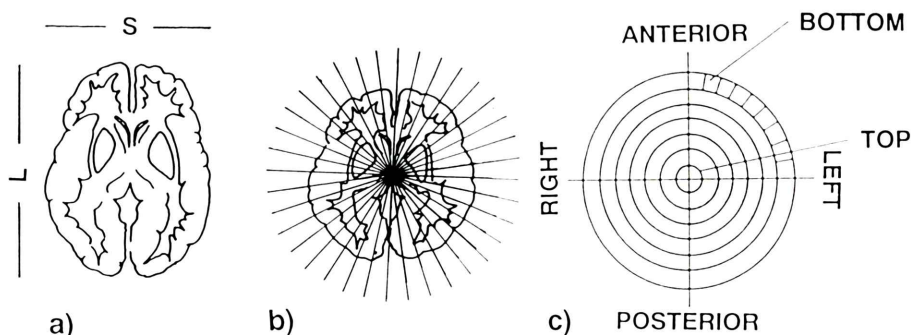 S
L
a)
b)
c)
ANTERIOR
BOTTOM
TOP
RIGHT
LEFT
POSTERIOR